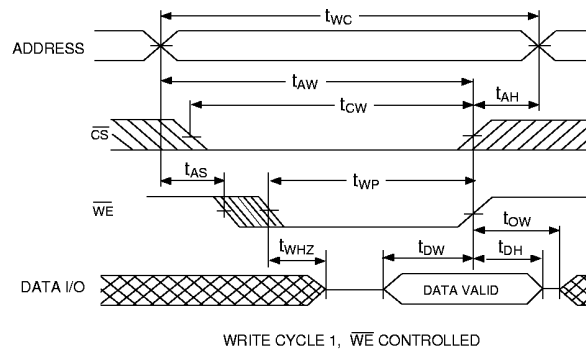 tWC
ADDRESS
tAW
tCW
tAH
CS
tAS
tWP
WE
tOW
tWHZ
tDW
tDH
DATA I/O
DATA VALID
WRITE CYCLE 1, WE CONTROLLED